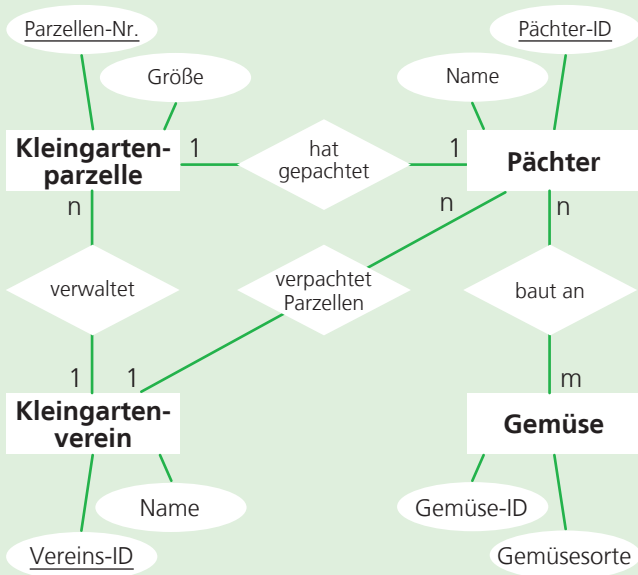 Parzellen-Nr.
Pächter-ID
Größe
Name
Kleingarten-
parzelle
1
hat
gepachtet
1
Pächter
n
n
n
verwaltet
verpachtet
Parzellen
baut an
1
1
m
Kleingarten-
verein
Gemüse
Name
Gemüse-ID
Vereins-ID
Gemüsesorte